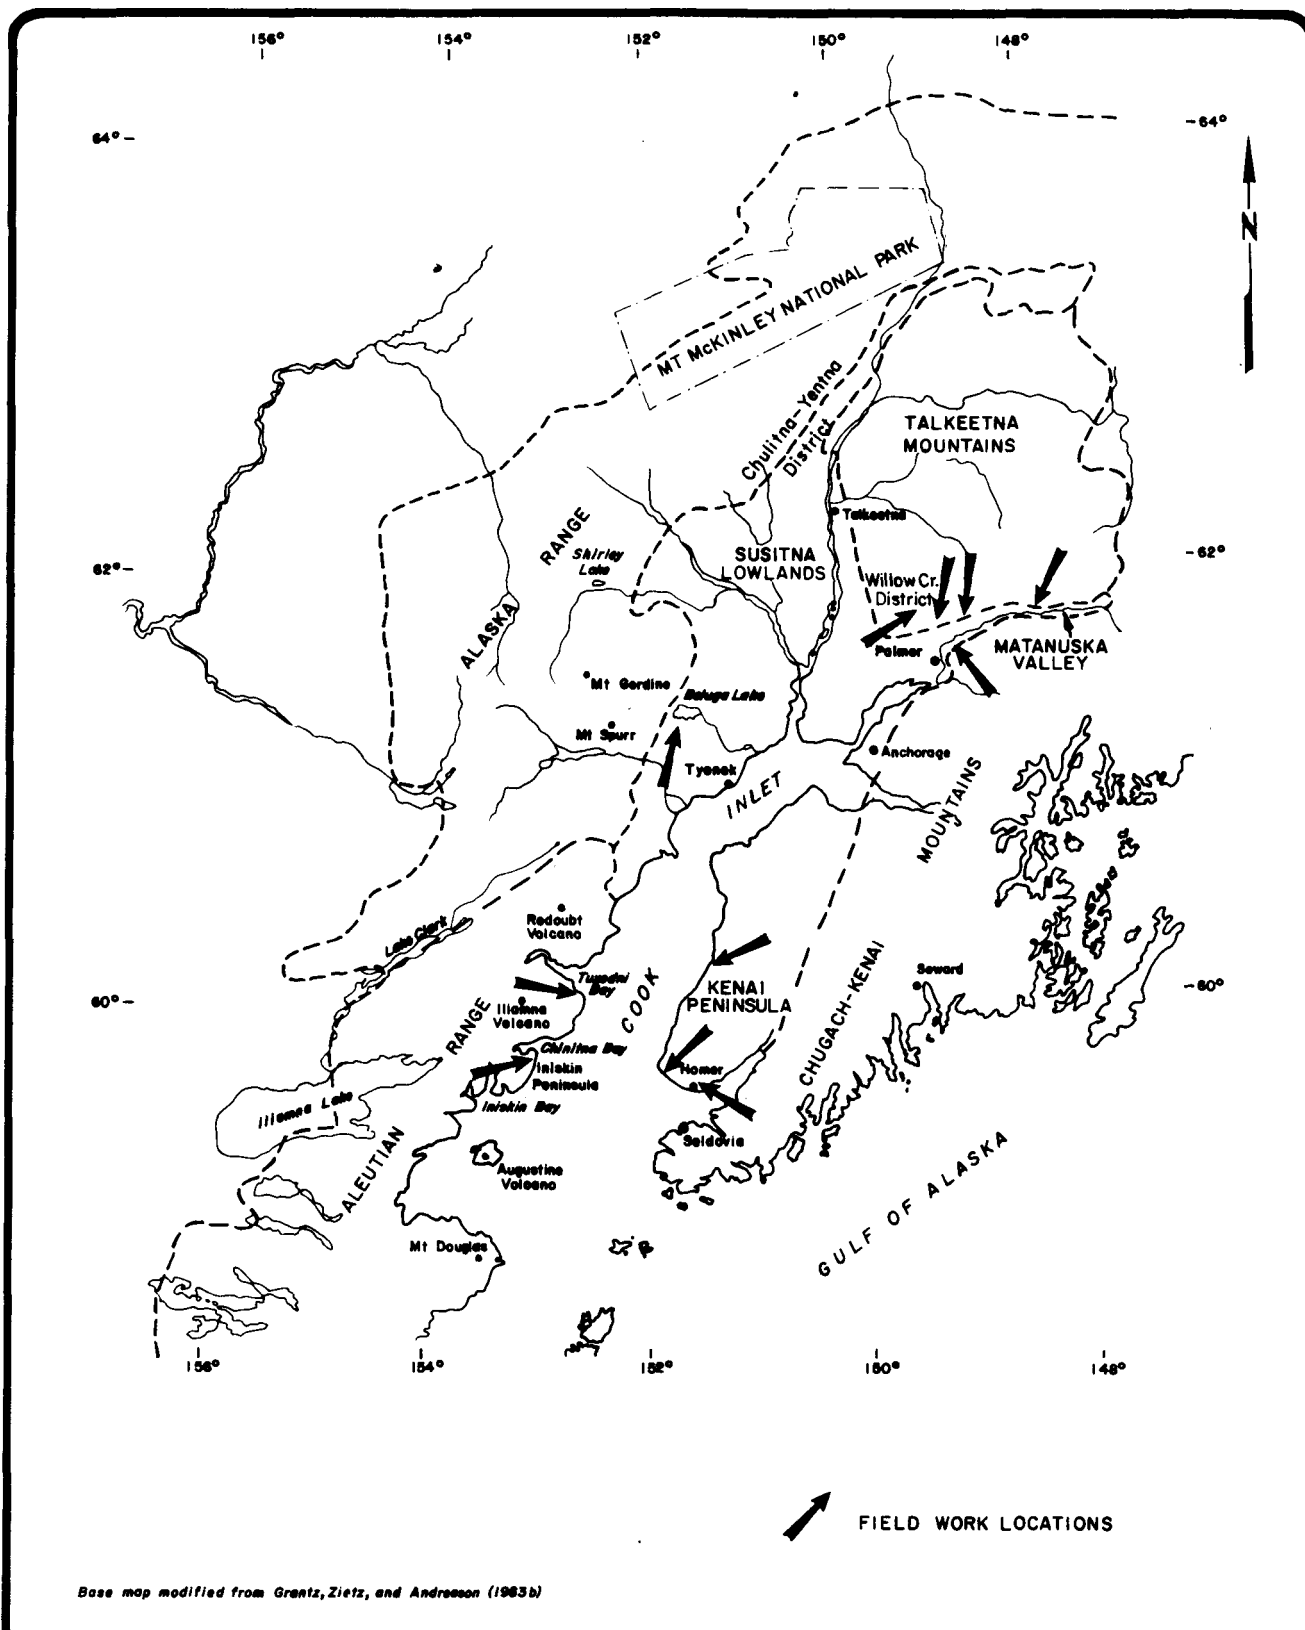 156° 154° 152° 150° 148°
64° -64°
N
MT McKINLEY NATIONAL PARK
Chulitna-Yentna
District
TALKEETNA
MOUNTAINS
Talkeetna
RANGE
Shirley
Lake
SUSITNA
LOWLANDS
62° -62°
Willow Cr.
District
ALASKA
Palmer
MATANUSKA
VALLEY
Mt Gerdine
Beluga Lake
Mt Spurr
Anchorage
Tyonek
INLET
MOUNTAINS
Redoubt
Volcano
Lake Clark
Tuxedni
Bay
COOK
KENAI
PENINSULA
CHUGACH-KENAI
Seward
60° -60°
Iliamna
Volcano
RANGE
Chinitna Bay
Iniskin
Peninsula
Homer
Iliamna Lake
Iniskin Bay
Seldovia
ALEUTIAN
Augustine
Volcano
GULF OF ALASKA
Mt Douglas
156° 154° 152° 150° 148°
FIELD WORK LOCATIONS
Base map modified from Grantz, Zietz, and Andreason (1963b)